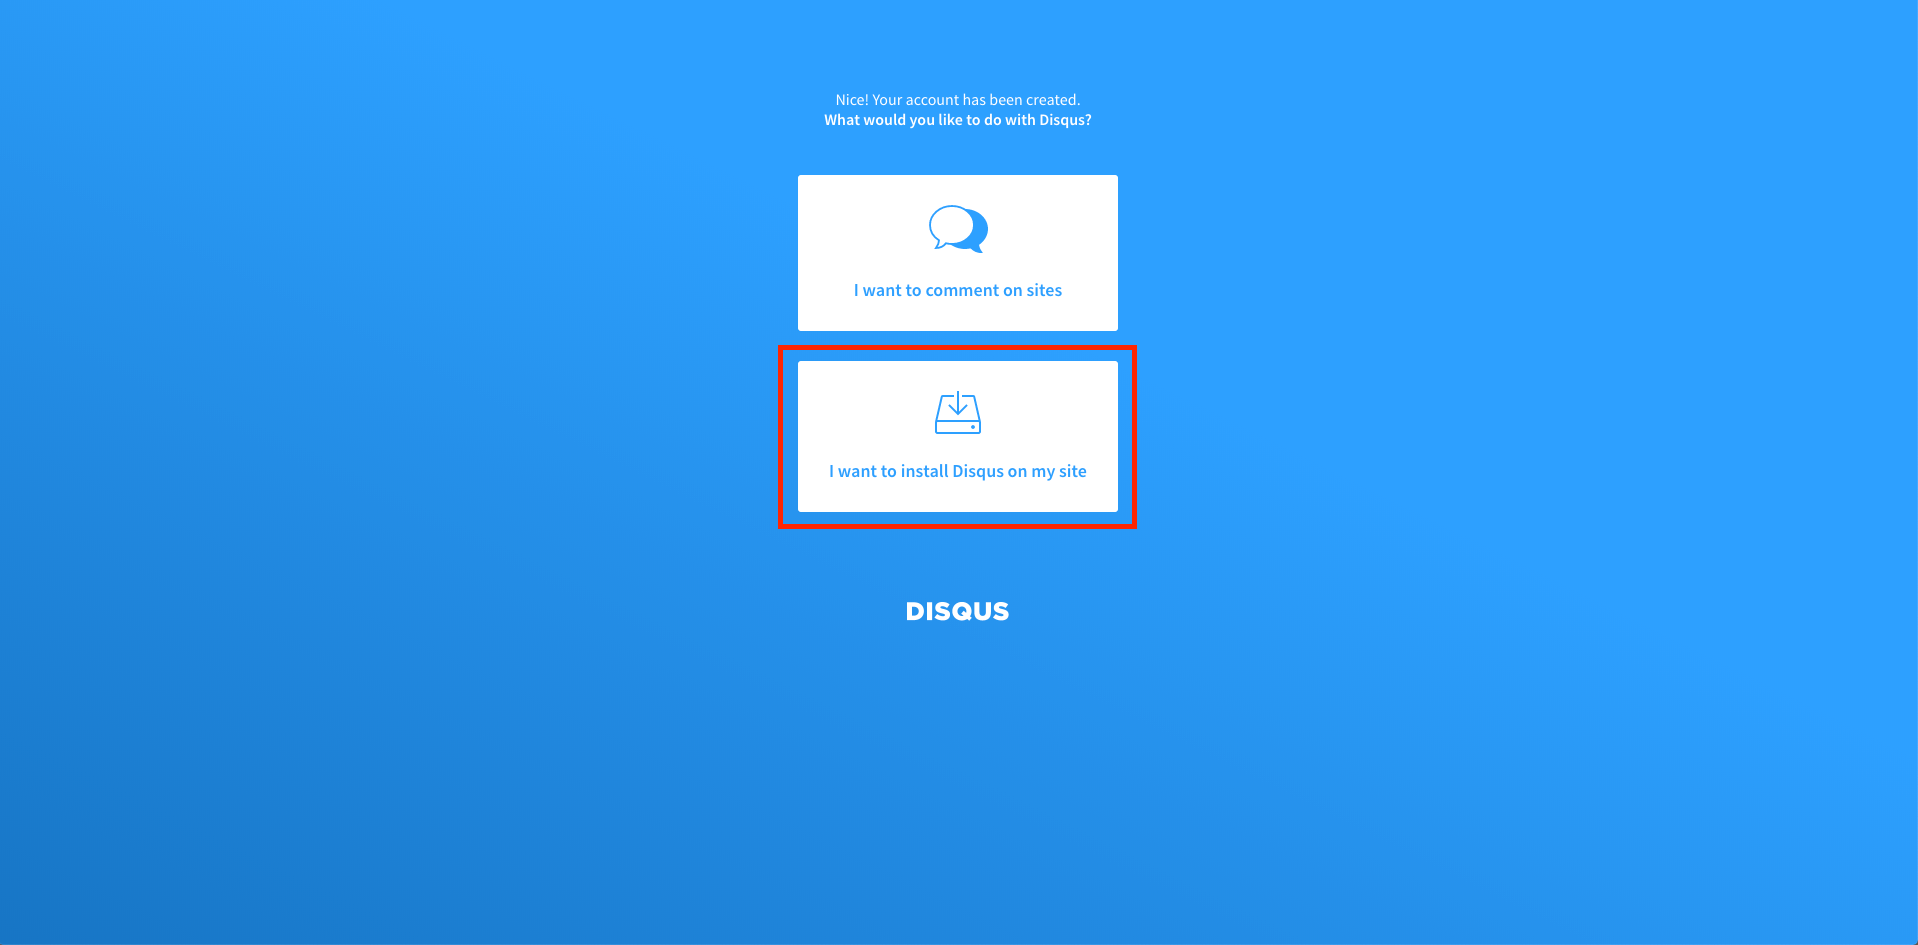 Nice! Your account has been created.
What would you like to do with Disqus?
I want to comment on sites
I want to install Disqus on my site
DISQUS